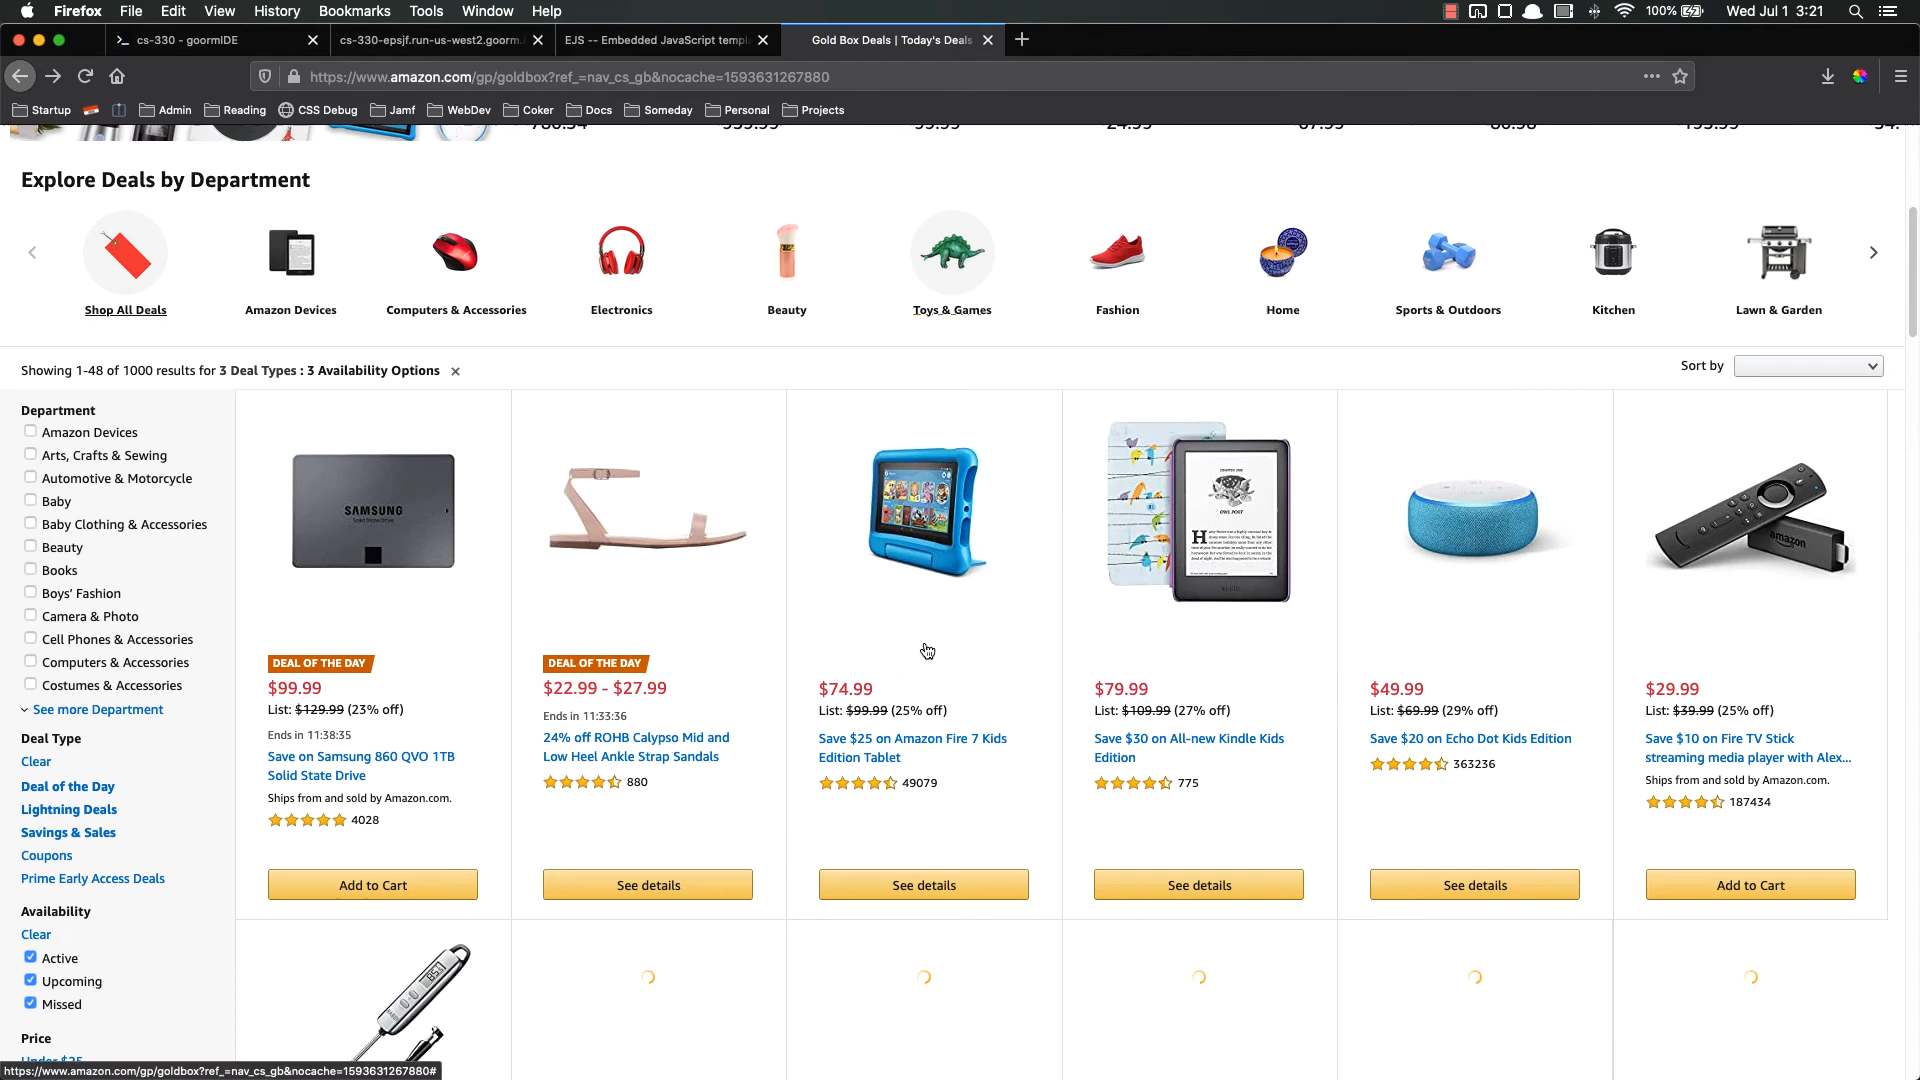 Firefox File Edit View History Bookmarks Tools Window Help 100% Wed Jul 1 3:21
cs-330 - goormIDE cs-330-epsjf.run-us-west2.goorm. EJS -- Embedded JavaScript templ Gold Box Deals | Today's Deals
https://www.amazon.com/gp/goldbox?ref_=nav_cs_gb&nocache=1593631267880
Startup Admin Reading CSS Debug Jamf WebDev Coker Docs Someday Personal Projects
Explore Deals by Department
Shop All Deals Amazon Devices Computers & Accessories Electronics Beauty Toys & Games Fashion Home Sports & Outdoors Kitchen Lawn & Garden
Showing 1-48 of 1000 results for 3 Deal Types : 3 Availability Options
Sort by
Department
Amazon Devices
Arts, Crafts & Sewing
Automotive & Motorcycle
Baby
Baby Clothing & Accessories
Beauty
Books
Boys' Fashion
Camera & Photo
Cell Phones & Accessories
Computers & Accessories
Costumes & Accessories
See more Department
Deal Type
Clear
Deal of the Day
Lightning Deals
Savings & Sales
Coupons
Prime Early Access Deals
Availability
Clear
Active
Upcoming
Missed
Price
Under $25
SAMSUNG
Solid State Drive
DEAL OF THE DAY
$99.99
List: $129.99 (23% off)
Ends in 11:38:35
Save on Samsung 860 QVO 1TB
Solid State Drive
Ships from and sold by Amazon.com.
4028
Add to Cart
DEAL OF THE DAY
$22.99 - $27.99
Ends in 11:33:36
24% off ROHB Calypso Mid and
Low Heel Ankle Strap Sandals
880
See details
$74.99
List: $99.99 (25% off)
Save $25 on Amazon Fire 7 Kids
Edition Tablet
49079
See details
OWL POST
$79.99
List: $109.99 (27% off)
Save $30 on All-new Kindle Kids
Edition
775
See details
$49.99
List: $69.99 (29% off)
Save $20 on Echo Dot Kids Edition
363236
See details
amazon
$29.99
List: $39.99 (25% off)
Save $10 on Fire TV Stick
streaming media player with Alex...
Ships from and sold by Amazon.com.
187434
Add to Cart
https://www.amazon.com/gp/goldbox?ref_=nav_cs_gb&nocache=1593631267880#